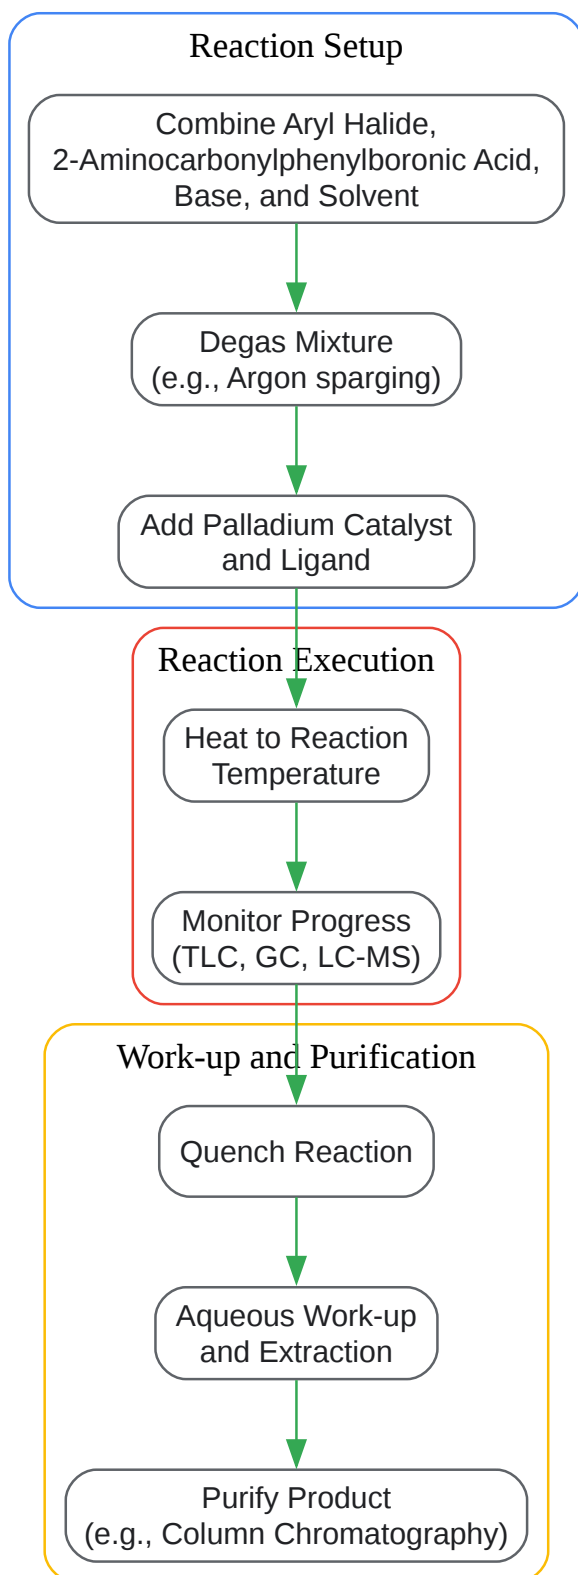 Reaction Setup
Combine Aryl Halide,
2-Aminocarbonylphenylboronic Acid,
Base, and Solvent
Degas Mixture
(e.g., Argon sparging)
Add Palladium Catalyst
and Ligand
Reaction Execution
Heat to Reaction
Temperature
Monitor Progress
(TLC, GC, LC-MS)
Work-up and Purification
Quench Reaction
Aqueous Work-up
and Extraction
Purify Product
(e.g., Column Chromatography)